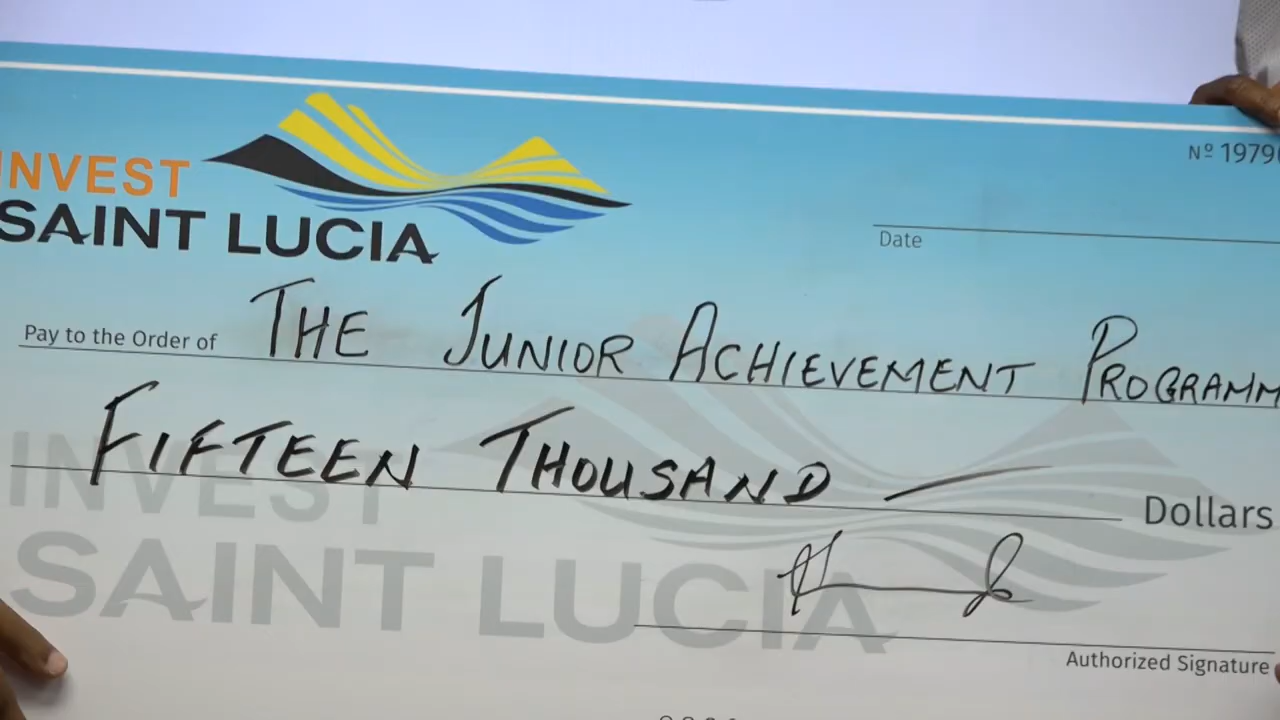 INVEST
SAINT LUCIA
Nº 1979
Date
Pay to the Order of THE JUNIOR ACHIEVEMENT PROGRAMM
FIFTEEN THOUSAND — Dollars
INVEST
SAINT LUCIA
Authorized Signature